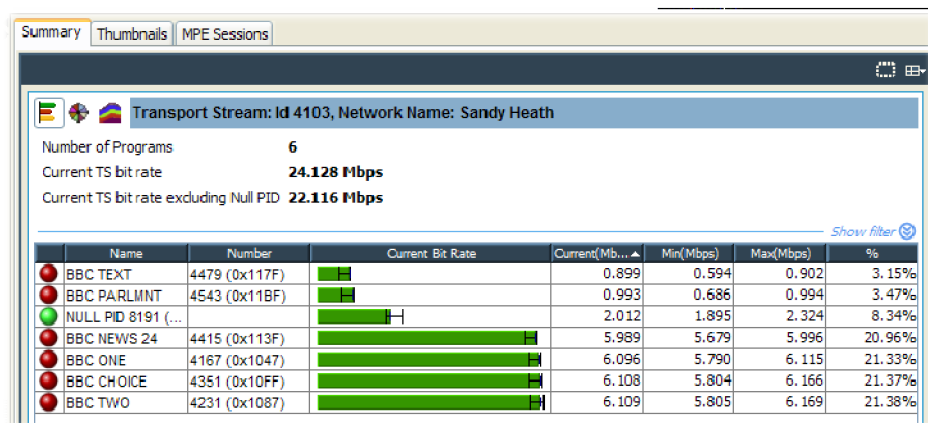 Summary Thumbnails MPE Sessions
Transport Stream: Id 4103, Network Name: Sandy Heath
Number of Programs 6
Current TS bit rate 24.128 Mbps
Current TS bit rate excluding Null PID 22.116 Mbps
Show filter
Name Number Current Bit Rate Current(Mb... Min(Mbps) Max(Mbps) %
BBC TEXT 4479 (0x117F) 0.899 0.594 0.902 3.15%
BBC PARLMNT 4543 (0x11BF) 0.993 0.686 0.994 3.47%
NULL PID 8191 (... 2.012 1.895 2.324 8.34%
BBC NEWS 24 4415 (0x113F) 5.989 5.679 5.996 20.96%
BBC ONE 4167 (0x1047) 6.096 5.790 6.115 21.33%
BBC CHOICE 4351 (0x10FF) 6.108 5.804 6.166 21.37%
BBC TWO 4231 (0x1087) 6.109 5.805 6.169 21.38%